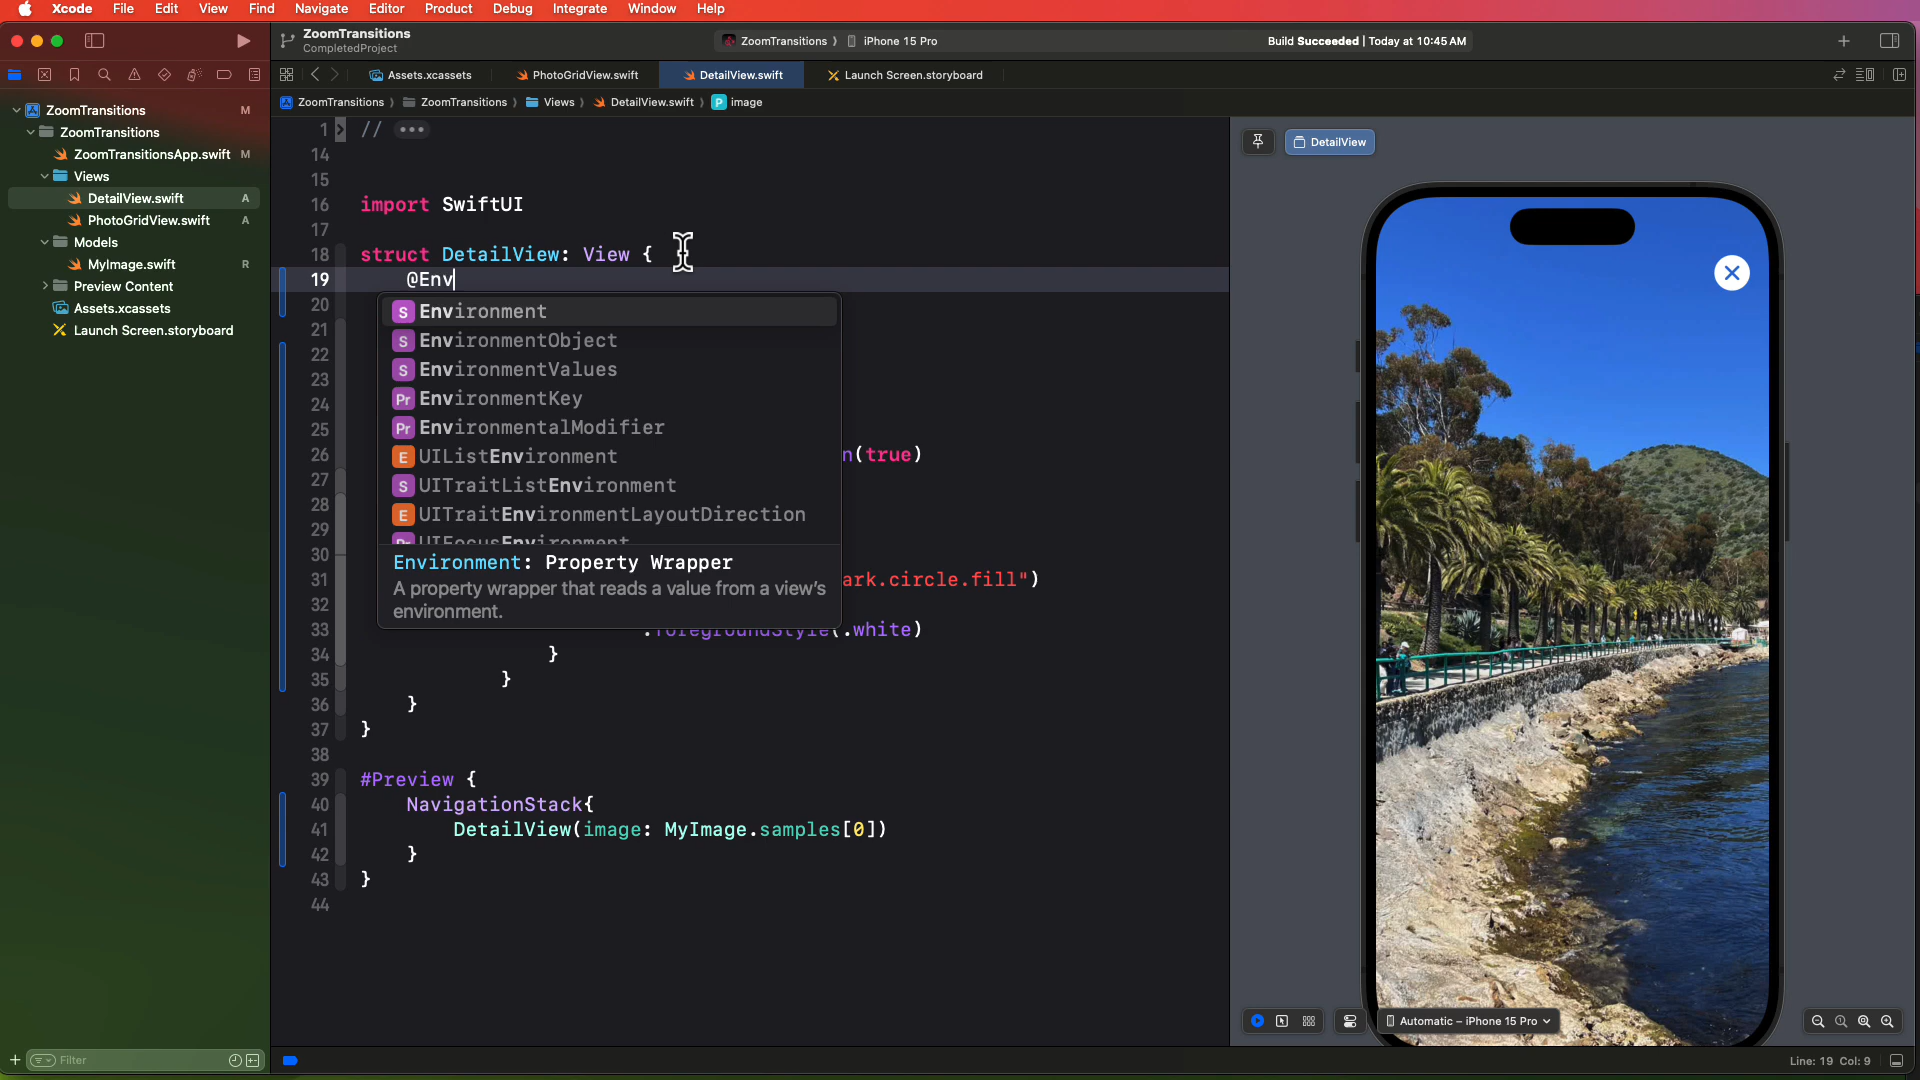 Xcode File Edit View Find Navigate Editor Product Debug Integrate Window Help
ZoomTransitions
CompletedProject
ZoomTransitions iPhone 15 Pro
Build Succeeded | Today at 10:45 AM
Assets.xcassets PhotoGridView.swift DetailView.swift Launch Screen.storyboard
ZoomTransitions ZoomTransitions Views DetailView.swift P image
ZoomTransitions M
ZoomTransitions
ZoomTransitionsApp.swift M
Views
DetailView.swift A
PhotoGridView.swift A
Models
MyImage.swift R
Preview Content
Assets.xcassets
Launch Screen.storyboard
Filter
1 // •••
14
15
16 import SwiftUI
17
18 struct DetailView: View {
19 @Env
20
21
22
23
24
25
26 n(true)
27
28
29
30
31 ark.circle.fill")
32
33 .foregroundStyle(.white)
34 }
35 }
36 }
37 }
38
39 #Preview {
40 NavigationStack{
41 DetailView(image: MyImage.samples[0])
42 }
43 }
44
S Environment
S EnvironmentObject
S EnvironmentValues
Pr EnvironmentKey
Pr EnvironmentalModifier
E UIListEnvironment
S UITraitListEnvironment
E UITraitEnvironmentLayoutDirection
Pr UIFocusEnvironment
Environment: Property Wrapper
A property wrapper that reads a value from a view's
environment.
DetailView
Automatic – iPhone 15 Pro
Line: 19 Col: 9